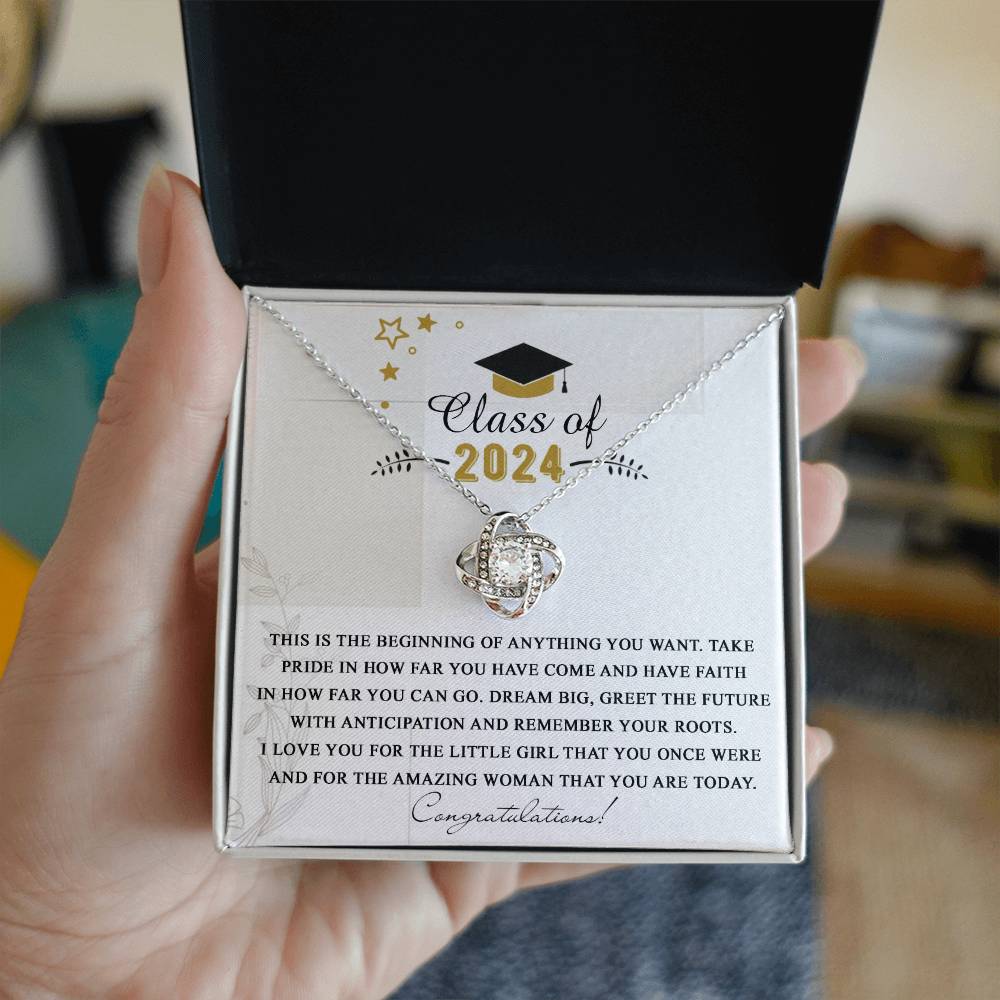 Class of
2024
THIS IS THE BEGINNING OF ANYTHING YOU WANT. TAKE
PRIDE IN HOW FAR YOU HAVE COME AND HAVE FAITH
IN HOW FAR YOU CAN GO. DREAM BIG, GREET THE FUTURE
WITH ANTICIPATION AND REMEMBER YOUR ROOTS.
I LOVE YOU FOR THE LITTLE GIRL THAT YOU ONCE WERE
AND FOR THE AMAZING WOMAN THAT YOU ARE TODAY.
Congratulations!